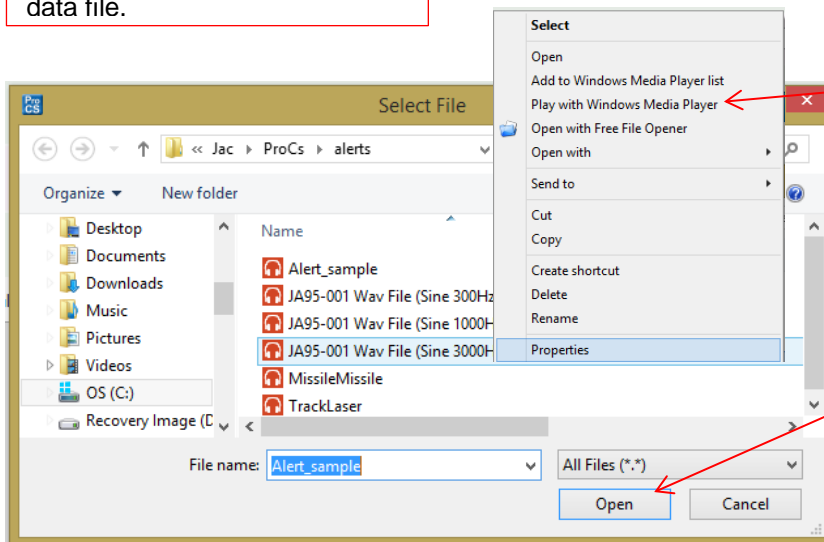 data file.
Select
Open
Add to Windows Media Player list
Play with Windows Media Player
Open with Free File Opener
Open with
Send to
Cut
Copy
Create shortcut
Delete
Rename
Properties
Pro
CS
Select File
« Jac ProCs alerts
Organize New folder
Desktop
Documents
Downloads
Music
Pictures
Videos
OS (C:)
Recovery Image (D
Name
Alert_sample
JA95-001 Wav File (Sine 300Hz
JA95-001 Wav File (Sine 1000H
JA95-001 Wav File (Sine 3000H
MissileMissile
TrackLaser
File name: Alert_sample All Files (*.*)
Open Cancel